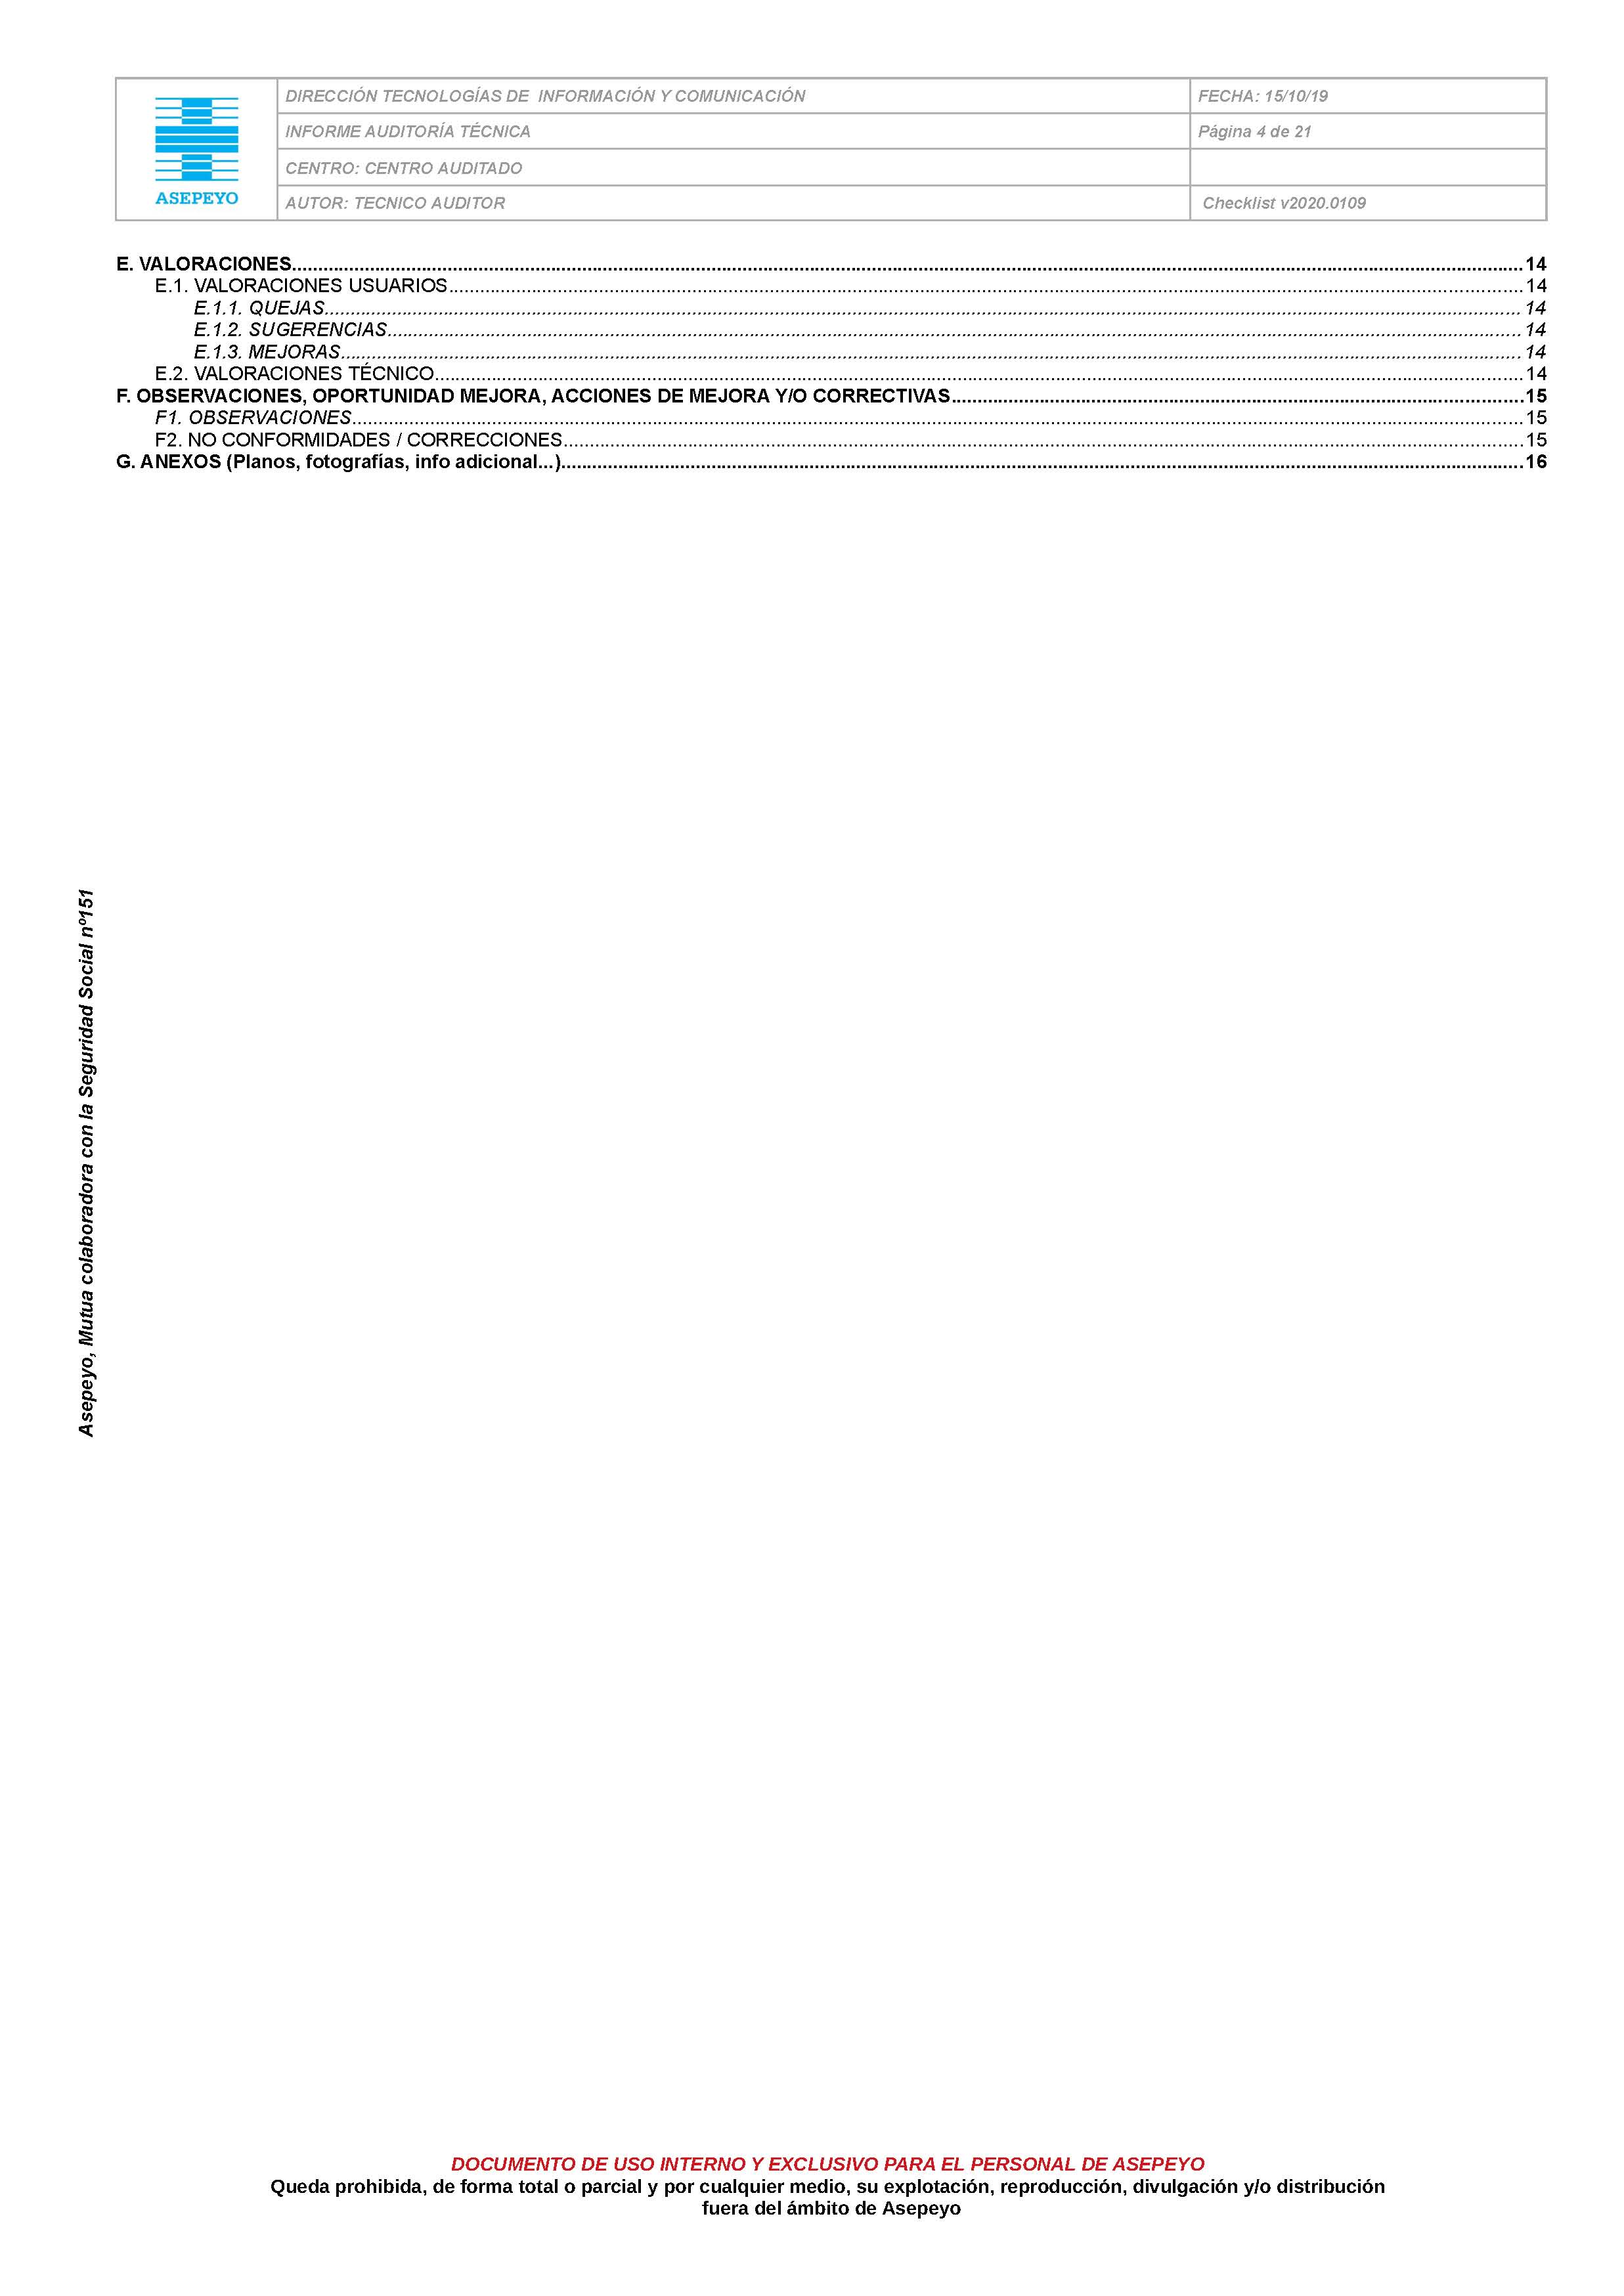 ASEPEYO
DIRECCIÓN TECNOLOGÍAS DE  INFORMACIÓN Y COMUNICACIÓN
FECHA: 15/10/19
INFORME AUDITORÍA TÉCNICA
Página 4 de 21
CENTRO: CENTRO AUDITADO
AUTOR: TECNICO AUDITOR
Checklist v2020.0109
E. VALORACIONES....................14
E.1. VALORACIONES USUARIOS....................14
E.1.1. QUEJAS....................14
E.1.2. SUGERENCIAS....................14
E.1.3. MEJORAS....................14
E.2. VALORACIONES TÉCNICO....................14
F. OBSERVACIONES, OPORTUNIDAD MEJORA, ACCIONES DE MEJORA Y/O CORRECTIVAS....................15
F1. OBSERVACIONES....................15
F2. NO CONFORMIDADES / CORRECCIONES....................15
G. ANEXOS (Planos, fotografías, info adicional...)....................16
Asepeyo, Mutua colaboradora con la Seguridad Social nº151
DOCUMENTO DE USO INTERNO Y EXCLUSIVO PARA EL PERSONAL DE ASEPEYO
Queda prohibida, de forma total o parcial y por cualquier medio, su explotación, reproducción, divulgación y/o distribución
fuera del ámbito de Asepeyo